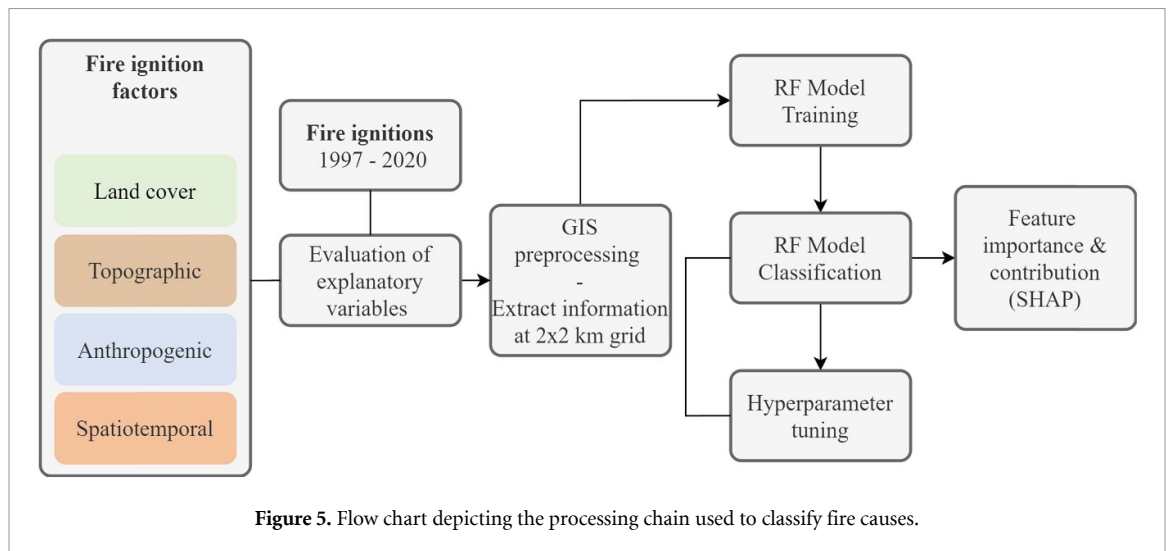 Fire ignition
factors
Land cover
Topographic
Anthropogenic
Spatiotemporal
Fire ignitions
1997 - 2020
Evaluation of
explanatory
variables
GIS
preprocessing
-
Extract information
at 2x2 km grid
RF Model
Training
RF Model
Classification
Hyperparameter
tuning
Feature
importance &
contribution
(SHAP)
Figure 5. Flow chart depicting the processing chain used to classify fire causes.